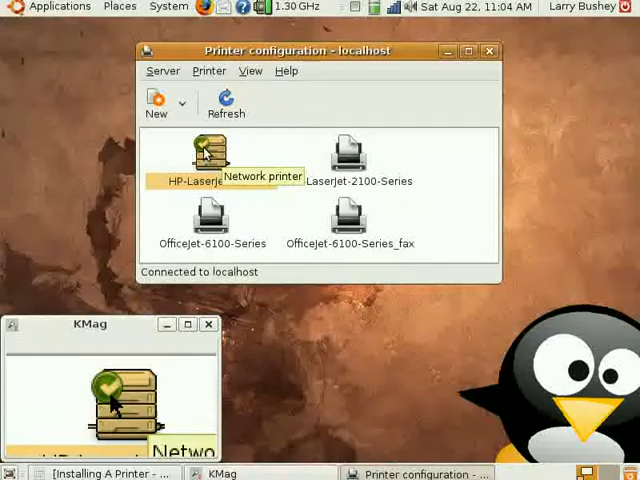 Applications Places System 1.30 GHz Sat Aug 22, 11:04 AM Larry Bushey
Printer configuration - localhost
Server Printer View Help
New Refresh
Network printer
HP-LaserJe LaserJet-2100-Series
OfficeJet-6100-Series OfficeJet-6100-Series_fax
Connected to localhost
KMag
Netwo
[Installing A Printer - ... KMag Printer configuration - ...